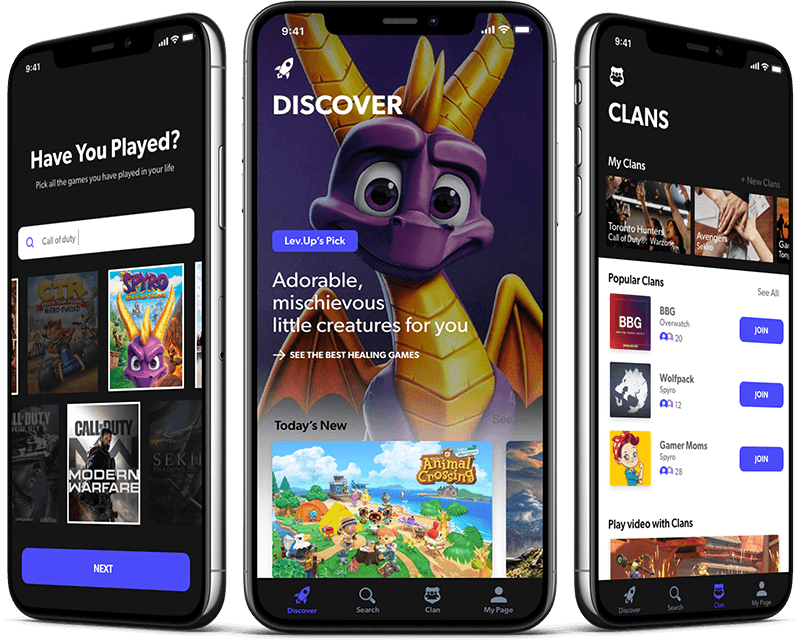 9:41
Have You Played?
Pick all the games you have played in your life
Call of duty
CTR
NITRO-FUELED
SPYRO
CALL OF DUTY
MODERN
WARFARE
SEKI
NEXT
9:41
DISCOVER
Lev.Up's Pick
Adorable,
mischievous
little creatures for you
SEE THE BEST HEALING GAMES
Today's New
See All
Animal
Crossing
Discover
Search
Clan
My Page
9:41
CLANS
My Clans
+ New Clans
Toronto Hunters
Call of Duty®: Warzone
Avengers
Sekiro
Ga
Tony
Popular Clans
See All
BBG
BBG
Overwatch
20
JOIN
Wolfpack
Spyro
12
JOIN
Gamer Moms
Spyro
28
JOIN
Play video with Clans
Discover
Search
Clan
My Page